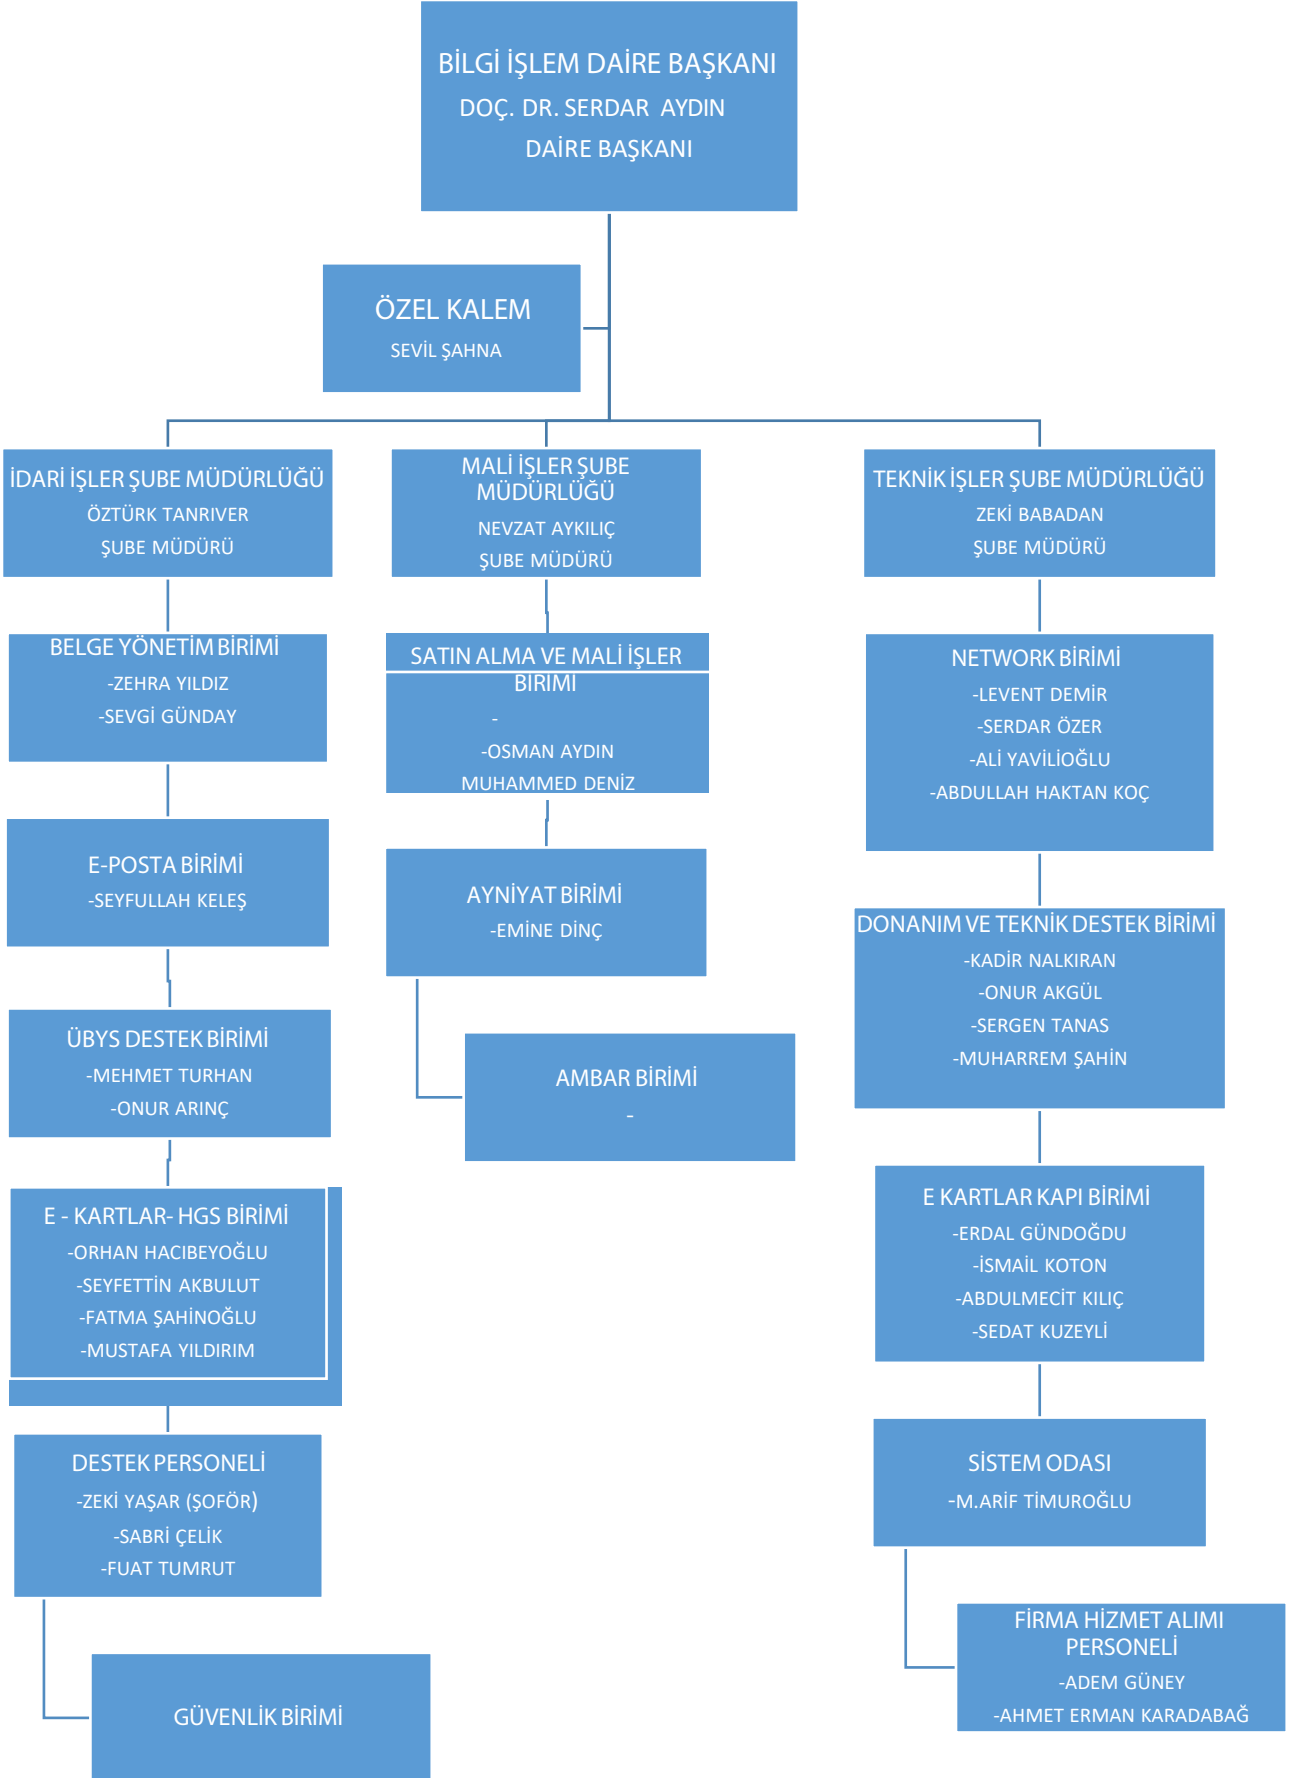 BİLGİ İŞLEM DAİRE BAŞKANI
DOÇ. DR. SERDAR AYDIN
DAİRE BAŞKANI
ÖZEL KALEM
SEVİL ŞAHNA
İDARİ İŞLER ŞUBE MÜDÜRLÜĞÜ
ÖZTÜRK TANRIVER
ŞUBE MÜDÜRÜ
BELGE YÖNETİM BİRİMİ
-ZEHRA YILDIZ
-SEVGİ GÜNDAY
E-POSTA BİRİMİ
-SEYFULLAH KELEŞ
ÜBYS DESTEK BİRİMİ
-MEHMET TURHAN
-ONUR ARINÇ
E - KARTLAR- HGS BİRİMİ
-ORHAN HACIBEYOĞLU
-SEYFETTİN AKBULUT
-FATMA ŞAHİNOĞLU
-MUSTAFA YILDIRIM
DESTEK PERSONELİ
-ZEKİ YAŞAR (ŞOFÖR)
-SABRİ ÇELİK
-FUAT TUMRUT
GÜVENLİK BİRİMİ
MALİ İŞLER ŞUBE
MÜDÜRLÜĞÜ
NEVZAT AYKILIÇ
ŞUBE MÜDÜRÜ
SATIN ALMA VE MALİ İŞLER
BİRİMİ
-
-OSMAN AYDIN
MUHAMMED DENİZ
AYNİYAT BİRİMİ
-EMİNE DİNÇ
AMBAR BİRİMİ
-
TEKNİK İŞLER ŞUBE MÜDÜRLÜĞÜ
ZEKİ BABADAN
ŞUBE MÜDÜRÜ
NETWORK BİRİMİ
-LEVENT DEMİR
-SERDAR ÖZER
-ALİ YAVİLİOĞLU
-ABDULLAH HAKTAN KOÇ
DONANIM VE TEKNİK DESTEK BİRİMİ
-KADİR NALKIRAN
-ONUR AKGÜL
-SERGEN TANAS
-MUHARREM ŞAHİN
E KARTLAR KAPI BİRİMİ
-ERDAL GÜNDOĞDU
-İSMAİL KOTON
-ABDULMECİT KILIÇ
-SEDAT KUZEYLİ
SİSTEM ODASI
-M.ARİF TİMUROĞLU
FİRMA HİZMET ALIMI
PERSONELİ
-ADEM GÜNEY
-AHMET ERMAN KARADABAĞ